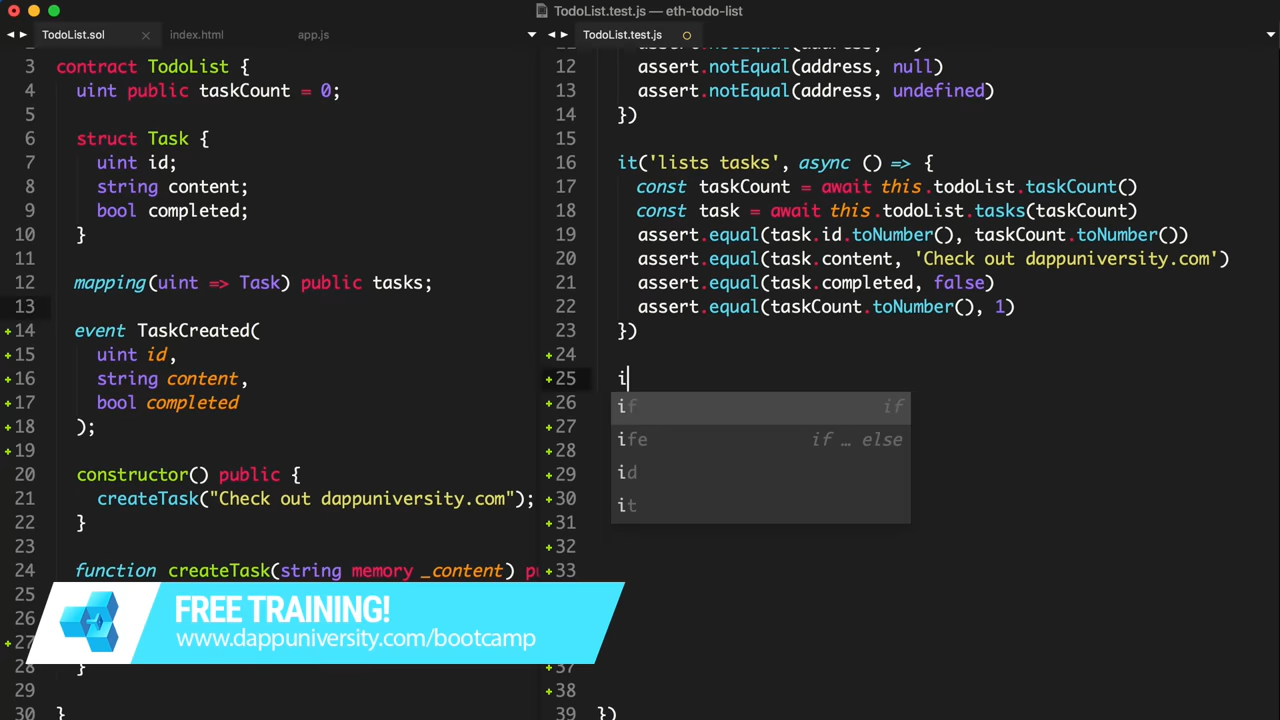 TodoList.test.js — eth-todo-list
TodoList.sol
index.html
app.js
TodoList.test.js
3 contract TodoList {
4 uint public taskCount = 0;
5
6 struct Task {
7 uint id;
8 string content;
9 bool completed;
10 }
11
12 mapping(uint => Task) public tasks;
13
14 event TaskCreated(
15 uint id,
16 string content,
17 bool completed
18 );
19
20 constructor() public {
21 createTask("Check out dappuniversity.com");
22 }
23
24 function createTask(string memory _content) pu
25
26
27
28 }
29
30 }
12 assert.notEqual(address, null)
13 assert.notEqual(address, undefined)
14 })
15
16 it('lists tasks', async () => {
17 const taskCount = await this.todoList.taskCount()
18 const task = await this.todoList.tasks(taskCount)
19 assert.equal(task.id.toNumber(), taskCount.toNumber())
20 assert.equal(task.content, 'Check out dappuniversity.com')
21 assert.equal(task.completed, false)
22 assert.equal(taskCount.toNumber(), 1)
23 })
24
25 i
26
27
28
29
30
31
32
33
37
38
39 })
if if
ife if … else
id
it
FREE TRAINING!
www.dappuniversity.com/bootcamp